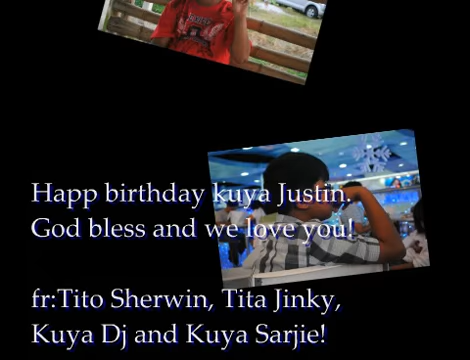 Happ birthday kuya Justin.
God bless and we love you!
fr:Tito Sherwin, Tita Jinky,
Kuya Dj and Kuya Sarjie!